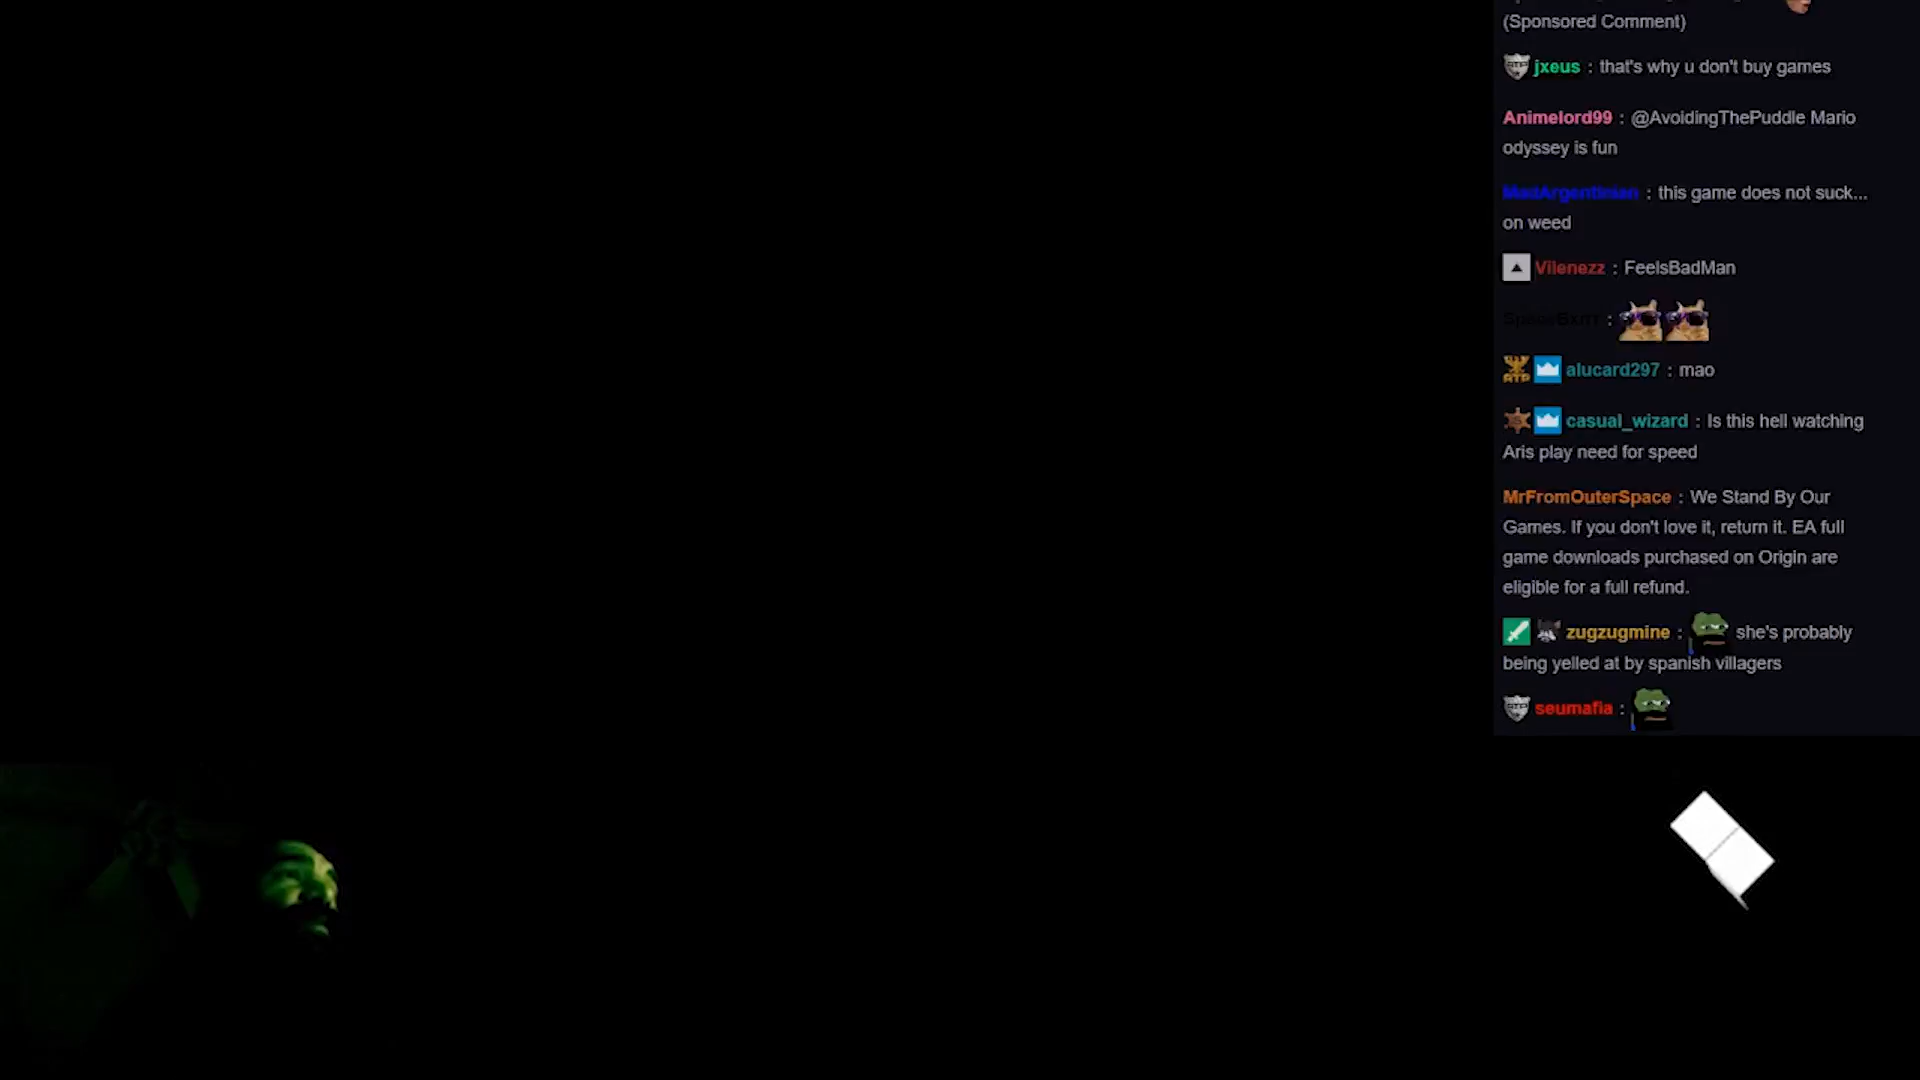 (Sponsored Comment)
jxeus : that's why u don't buy games
Animelord99 : @AvoidingThePuddle Mario
odyssey is fun
MadArgentinian : this game does not suck...
on weed
Vilenezz : FeelsBadMan
:
alucard297 : mao
casual_wizard : Is this hell watching
Aris play need for speed
MrFromOuterSpace : We Stand By Our
Games. If you don't love it, return it. EA full
game downloads purchased on Origin are
eligible for a full refund.
zugzugmine : she's probably
being yelled at by spanish villagers
seumafia :